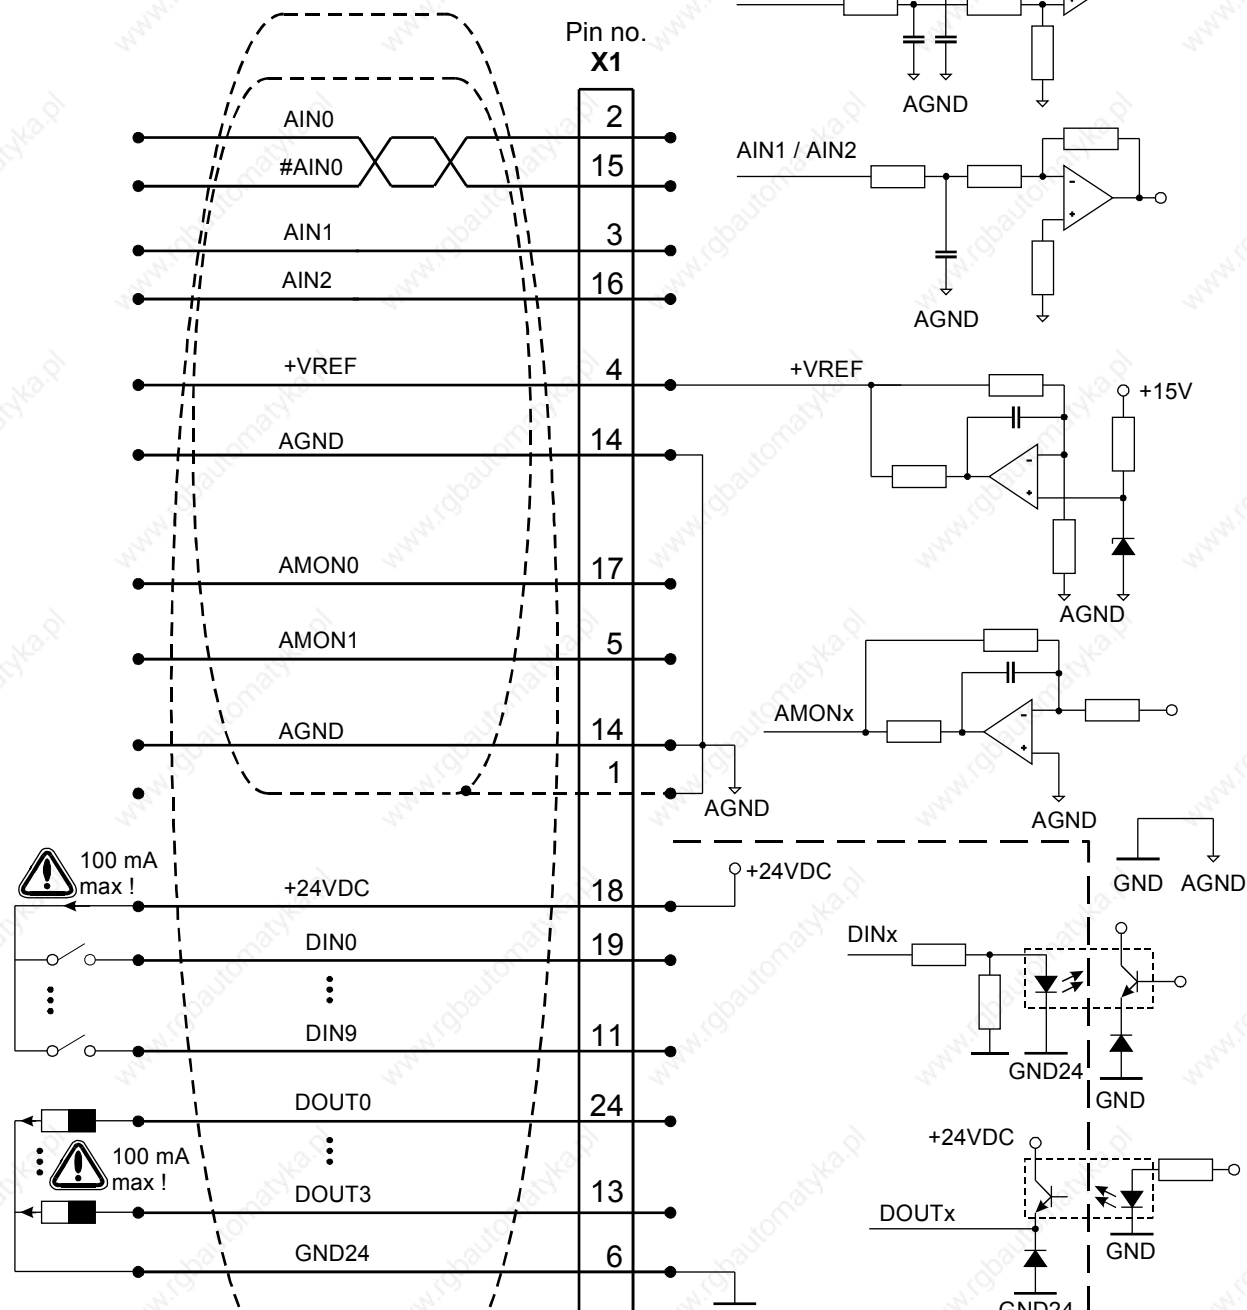 Pin no.
X1
AGND
AIN0
2
#AIN0
15
AIN1 / AIN2
AIN1
3
AIN2
16
AGND
+VREF
4
+VREF
+15V
AGND
14
AMON0
17
AGND
AMON1
5
AMONx
AGND
14
1
AGND
AGND
100 mA
max !
+24VDC
18
+24VDC
GND
AGND
DIN0
19
DINx
DIN9
11
GND24
GND
DOUT0
24
+24VDC
100 mA
max !
DOUT3
13
DOUTx
GND
GND24
6
GND24
www.rgbautomatyka.pl